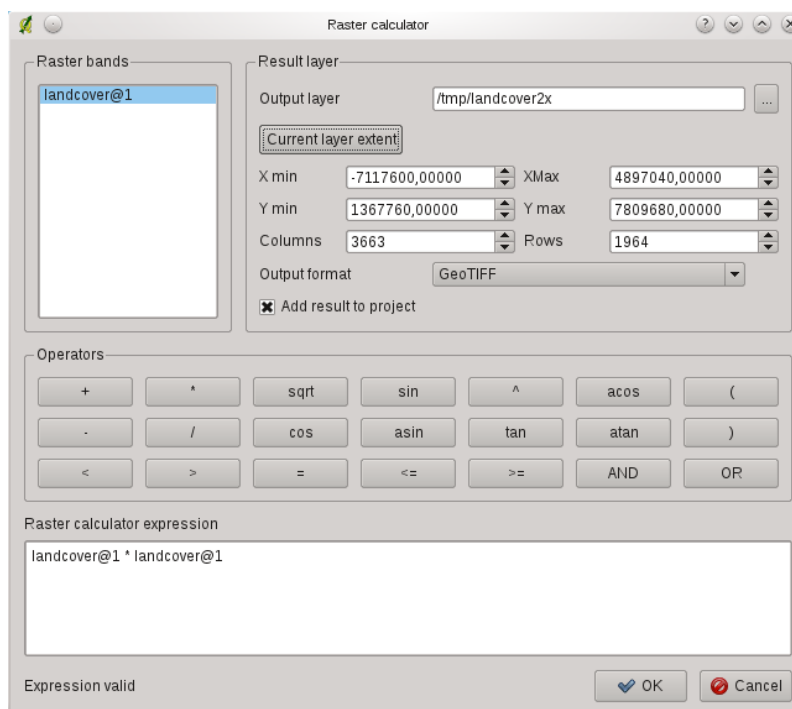 Raster calculator
Raster bands
landcover@1
Result layer
Output layer /tmp/landcover2x ...
Current layer extent
X min -7117600,00000 XMax 4897040,00000
Y min 1367760,00000 Y max 7809680,00000
Columns 3663 Rows 1964
Output format GeoTIFF
Add result to project
Operators
+ * sqrt sin ^ acos (
- / cos asin tan atan )
< > = <= >= AND OR
Raster calculator expression
landcover@1 * landcover@1
Expression valid OK Cancel